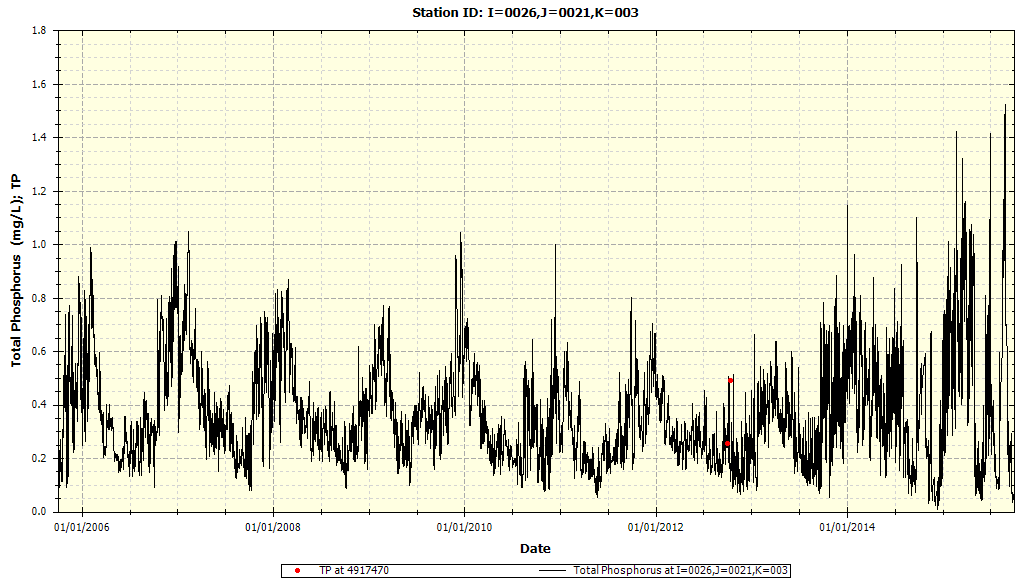 Station ID: I=0026,J=0021,K=003
Total Phosphorus (mg/L); TP
1.8
1.6
1.4
1.2
1.0
0.8
0.6
0.4
0.2
0.0
01/01/2006 01/01/2008 01/01/2010 01/01/2012 01/01/2014
Date
TP at 4917470 Total Phosphorus at I=0026,J=0021,K=003